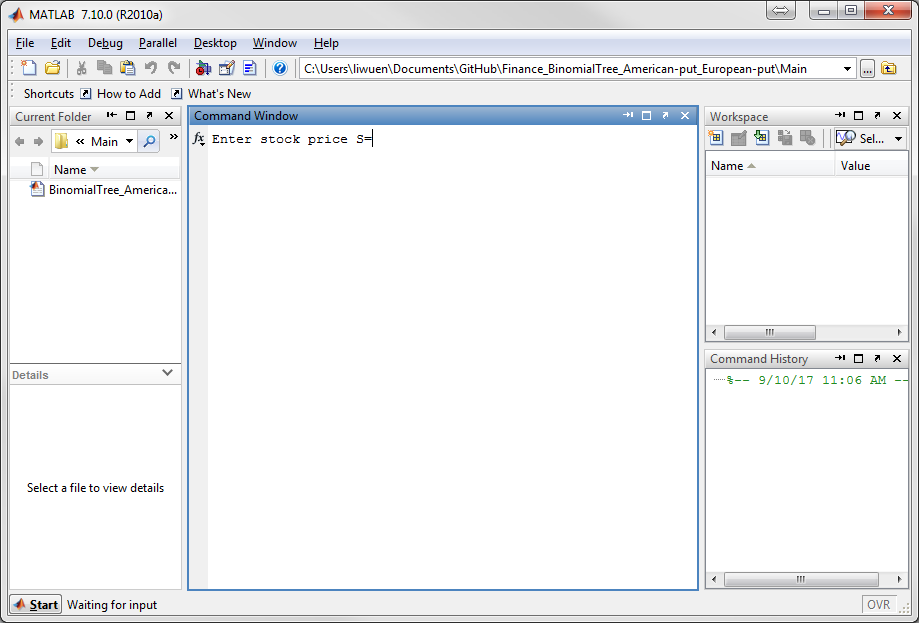 MATLAB 7.10.0 (R2010a)
File Edit Debug Parallel Desktop Window Help
C:\Users\liwuen\Documents\GitHub\Finance_BinomialTree_American-put_European-put\Main
...
Shortcuts How to Add What's New
Current Folder
« Main
»
Name
BinomialTree_America...
Details
Select a file to view details
Command Window
fx Enter stock price S=
Workspace
Sel...
Name Value
Command History
%-- 9/10/17 11:06 AM --
Start Waiting for input
OVR